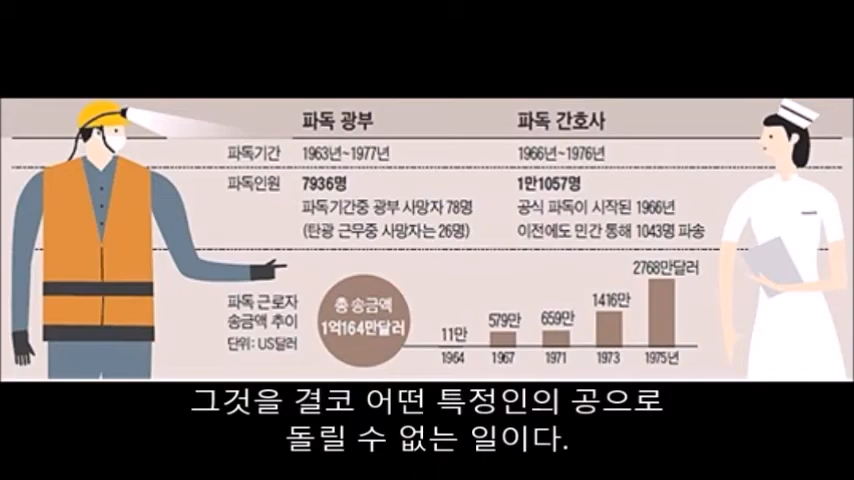 파독 광부 파독 간호사
파독기간 1963년~1977년 1966년~1976년
파독인원 7936명 1만1057명
파독기간중 광부 사망자 78명 공식 파독이 시작된 1966년
(탄광 근무중 사망자는 26명) 이전에도 민간 통해 1043명 파송
파독 근로자
송금액 추이
단위: US달러
총 송금액
1억164만달러
11만 579만 659만 1416만 2768만달러
1964 1967 1971 1973 1975년
그것을 결코 어떤 특정인의 공으로
돌릴 수 없는 일이다.